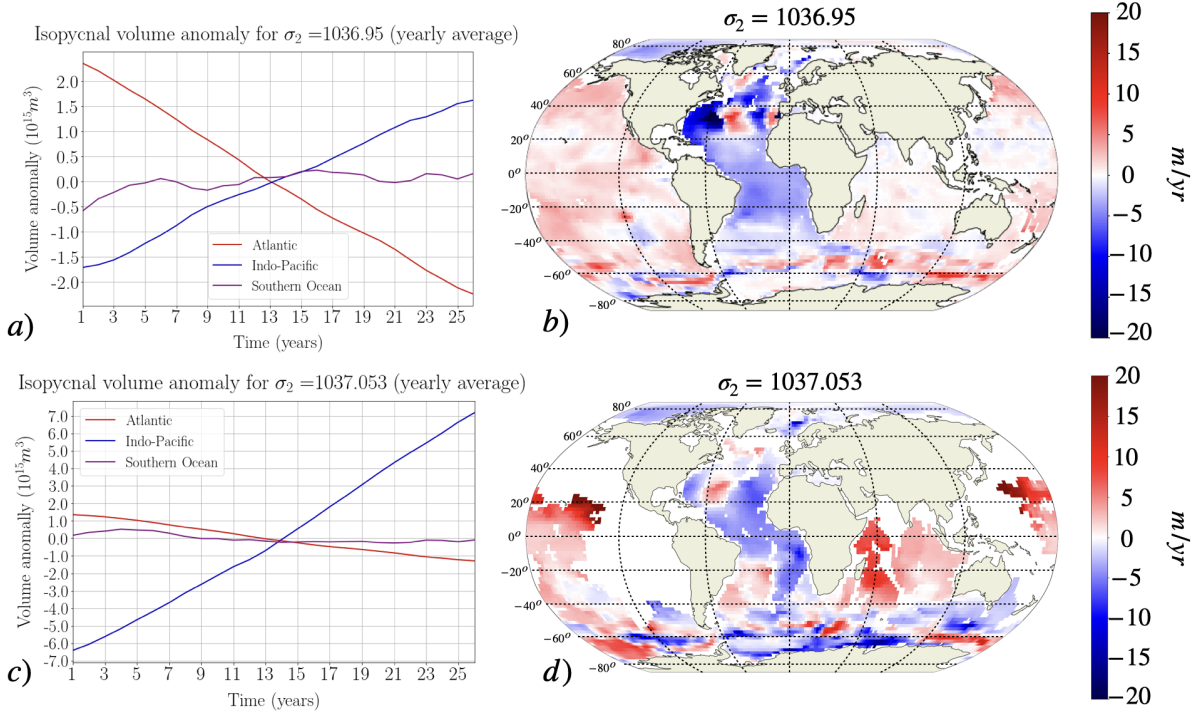 Isopycnal volume anomaly for σ₂ =1036.95 (yearly average)
Volume anomally (10¹⁵m³)
2.0
1.5
1.0
0.5
0.0
-0.5
-1.0
-1.5
-2.0
Atlantic
Indo-Pacific
Southern Ocean
1 3 5 7 9 11 13 15 17 19 21 23 25
Time (years)
a)
σ₂ = 1036.95
80°
60°
40°
20°
0°
−20°
−40°
−60°
−80°
b)
20
15
10
5
0
−5
−10
−15
−20
m/yr
Isopycnal volume anomaly for σ₂ =1037.053 (yearly average)
Volume anomally (10¹⁵m³)
7.0
6.0
5.0
4.0
3.0
2.0
1.0
0.0
-1.0
-2.0
-3.0
-4.0
-5.0
-6.0
-7.0
Atlantic
Indo-Pacific
Southern Ocean
1 3 5 7 9 11 13 15 17 19 21 23 25
Time (years)
c)
σ₂ = 1037.053
80°
60°
40°
20°
0°
−20°
−40°
−60°
−80°
d)
20
15
10
5
0
−5
−10
−15
−20
m/yr